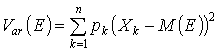 V_{ar}(E) = \sum_{k=1}^{n} p_k (X_k - M(E))^2